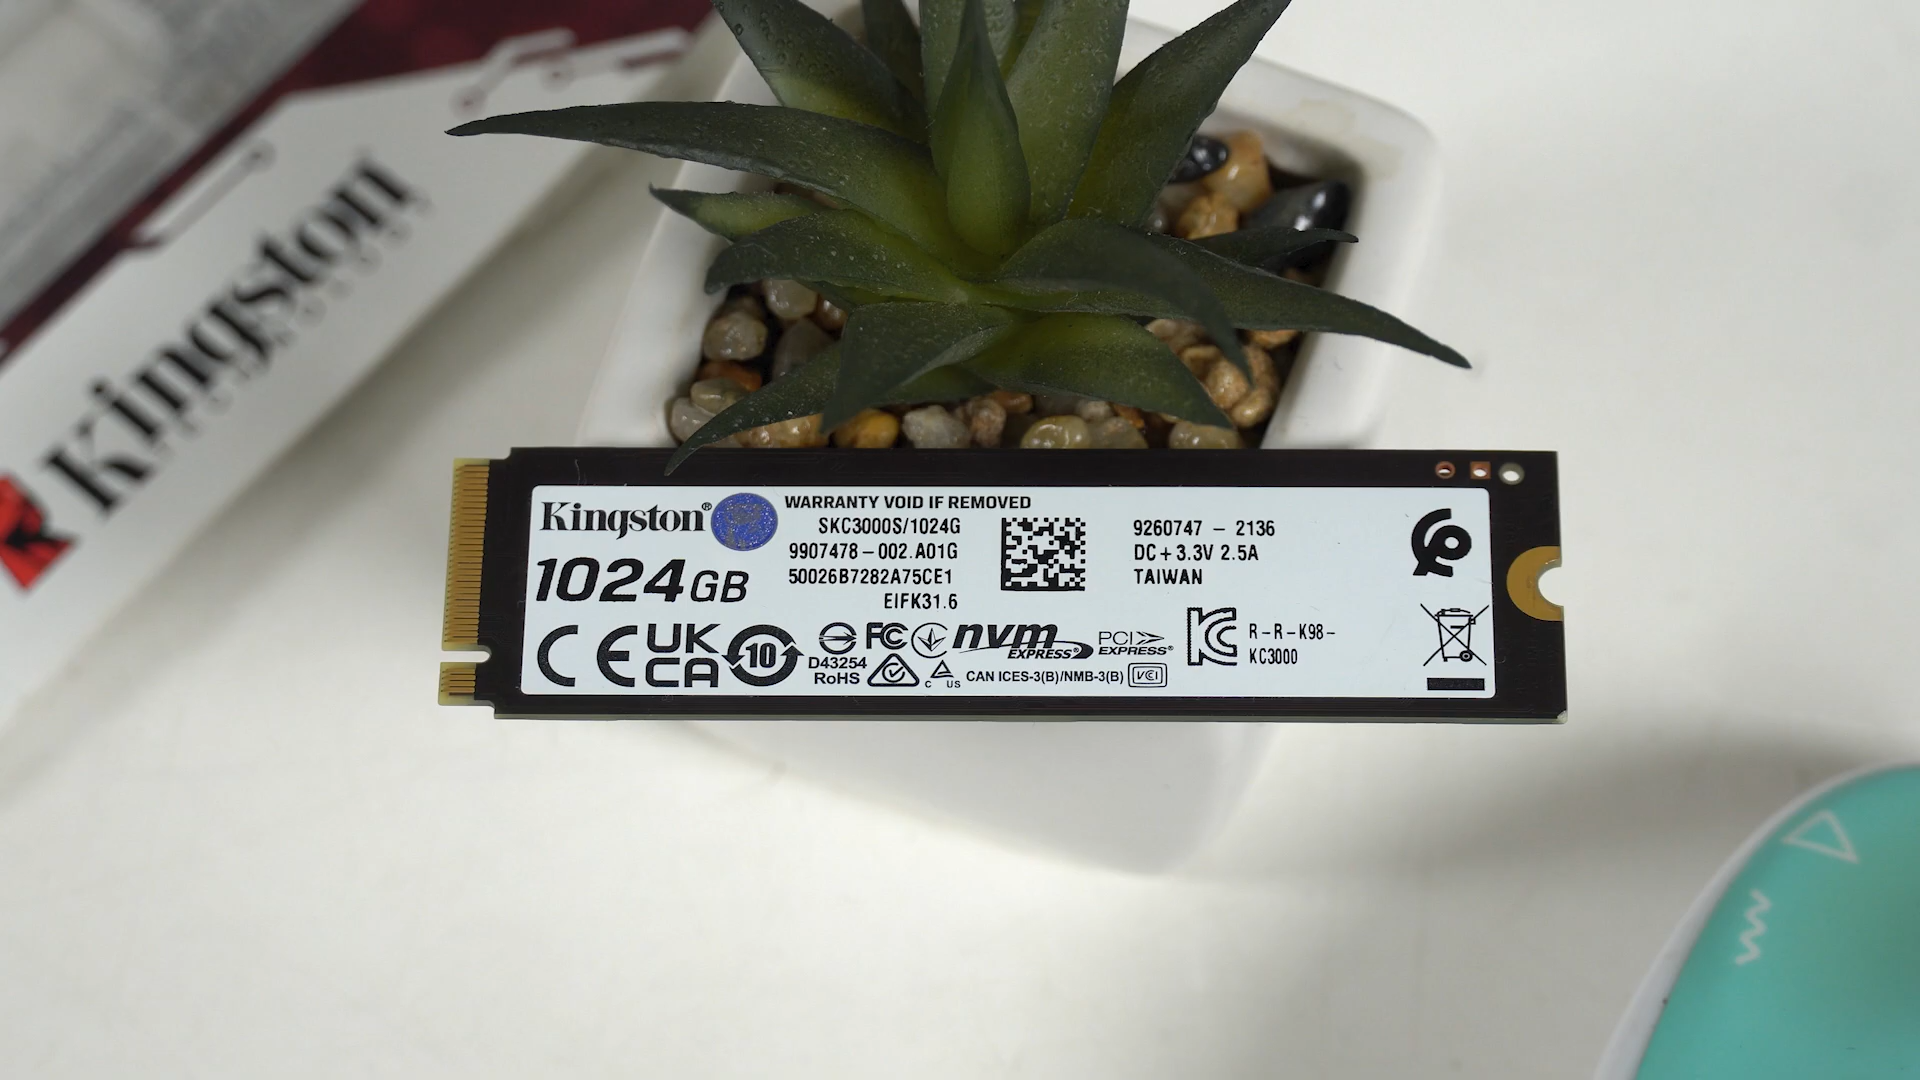 Kingston
Kingston®
1024GB
WARRANTY VOID IF REMOVED
SKC3000S/1024G
9907478-002.A01G
50026B7282A75CE1
EIFK31.6
9260747 - 2136
DC+3.3V 2.5A
TAIWAN
CE UK CA 10
D43254
RoHS
FC
nvm
EXPRESS®
PCI
EXPRESS®
C US
CAN ICES-3(B)/NMB-3(B)
VCI
KC
R-R-K98-
KC3000